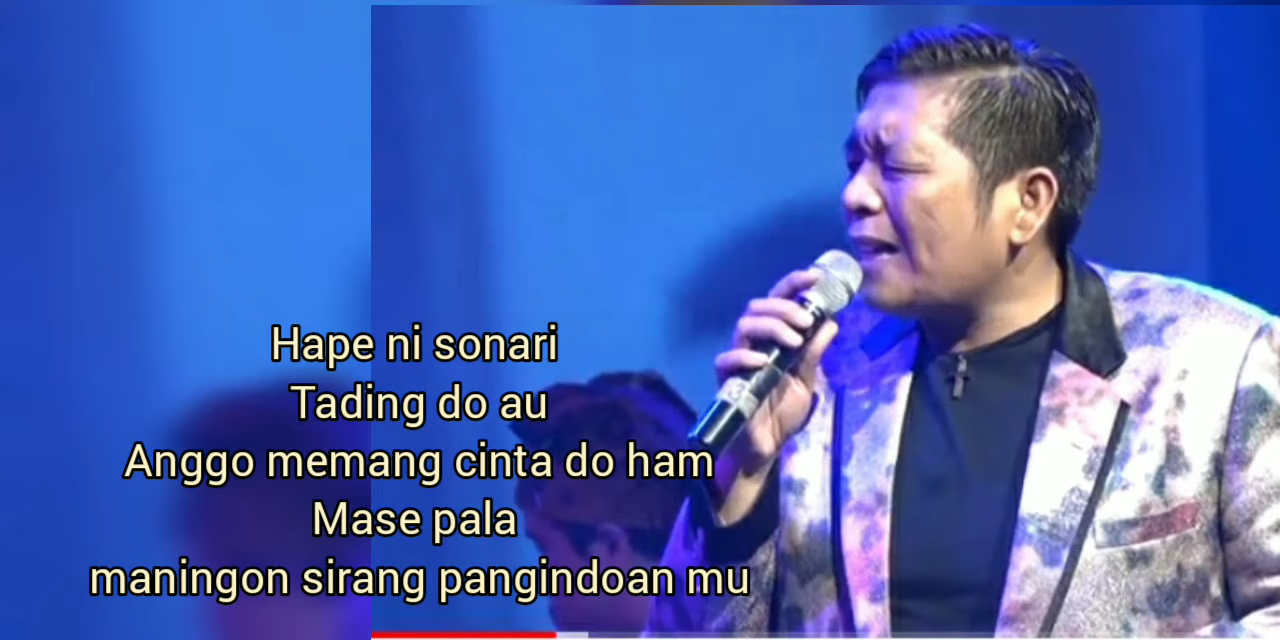 Hape ni sonari
Tading do au
Anggo memang cinta do ham
Mase pala
maningon sirang pangindoan mu